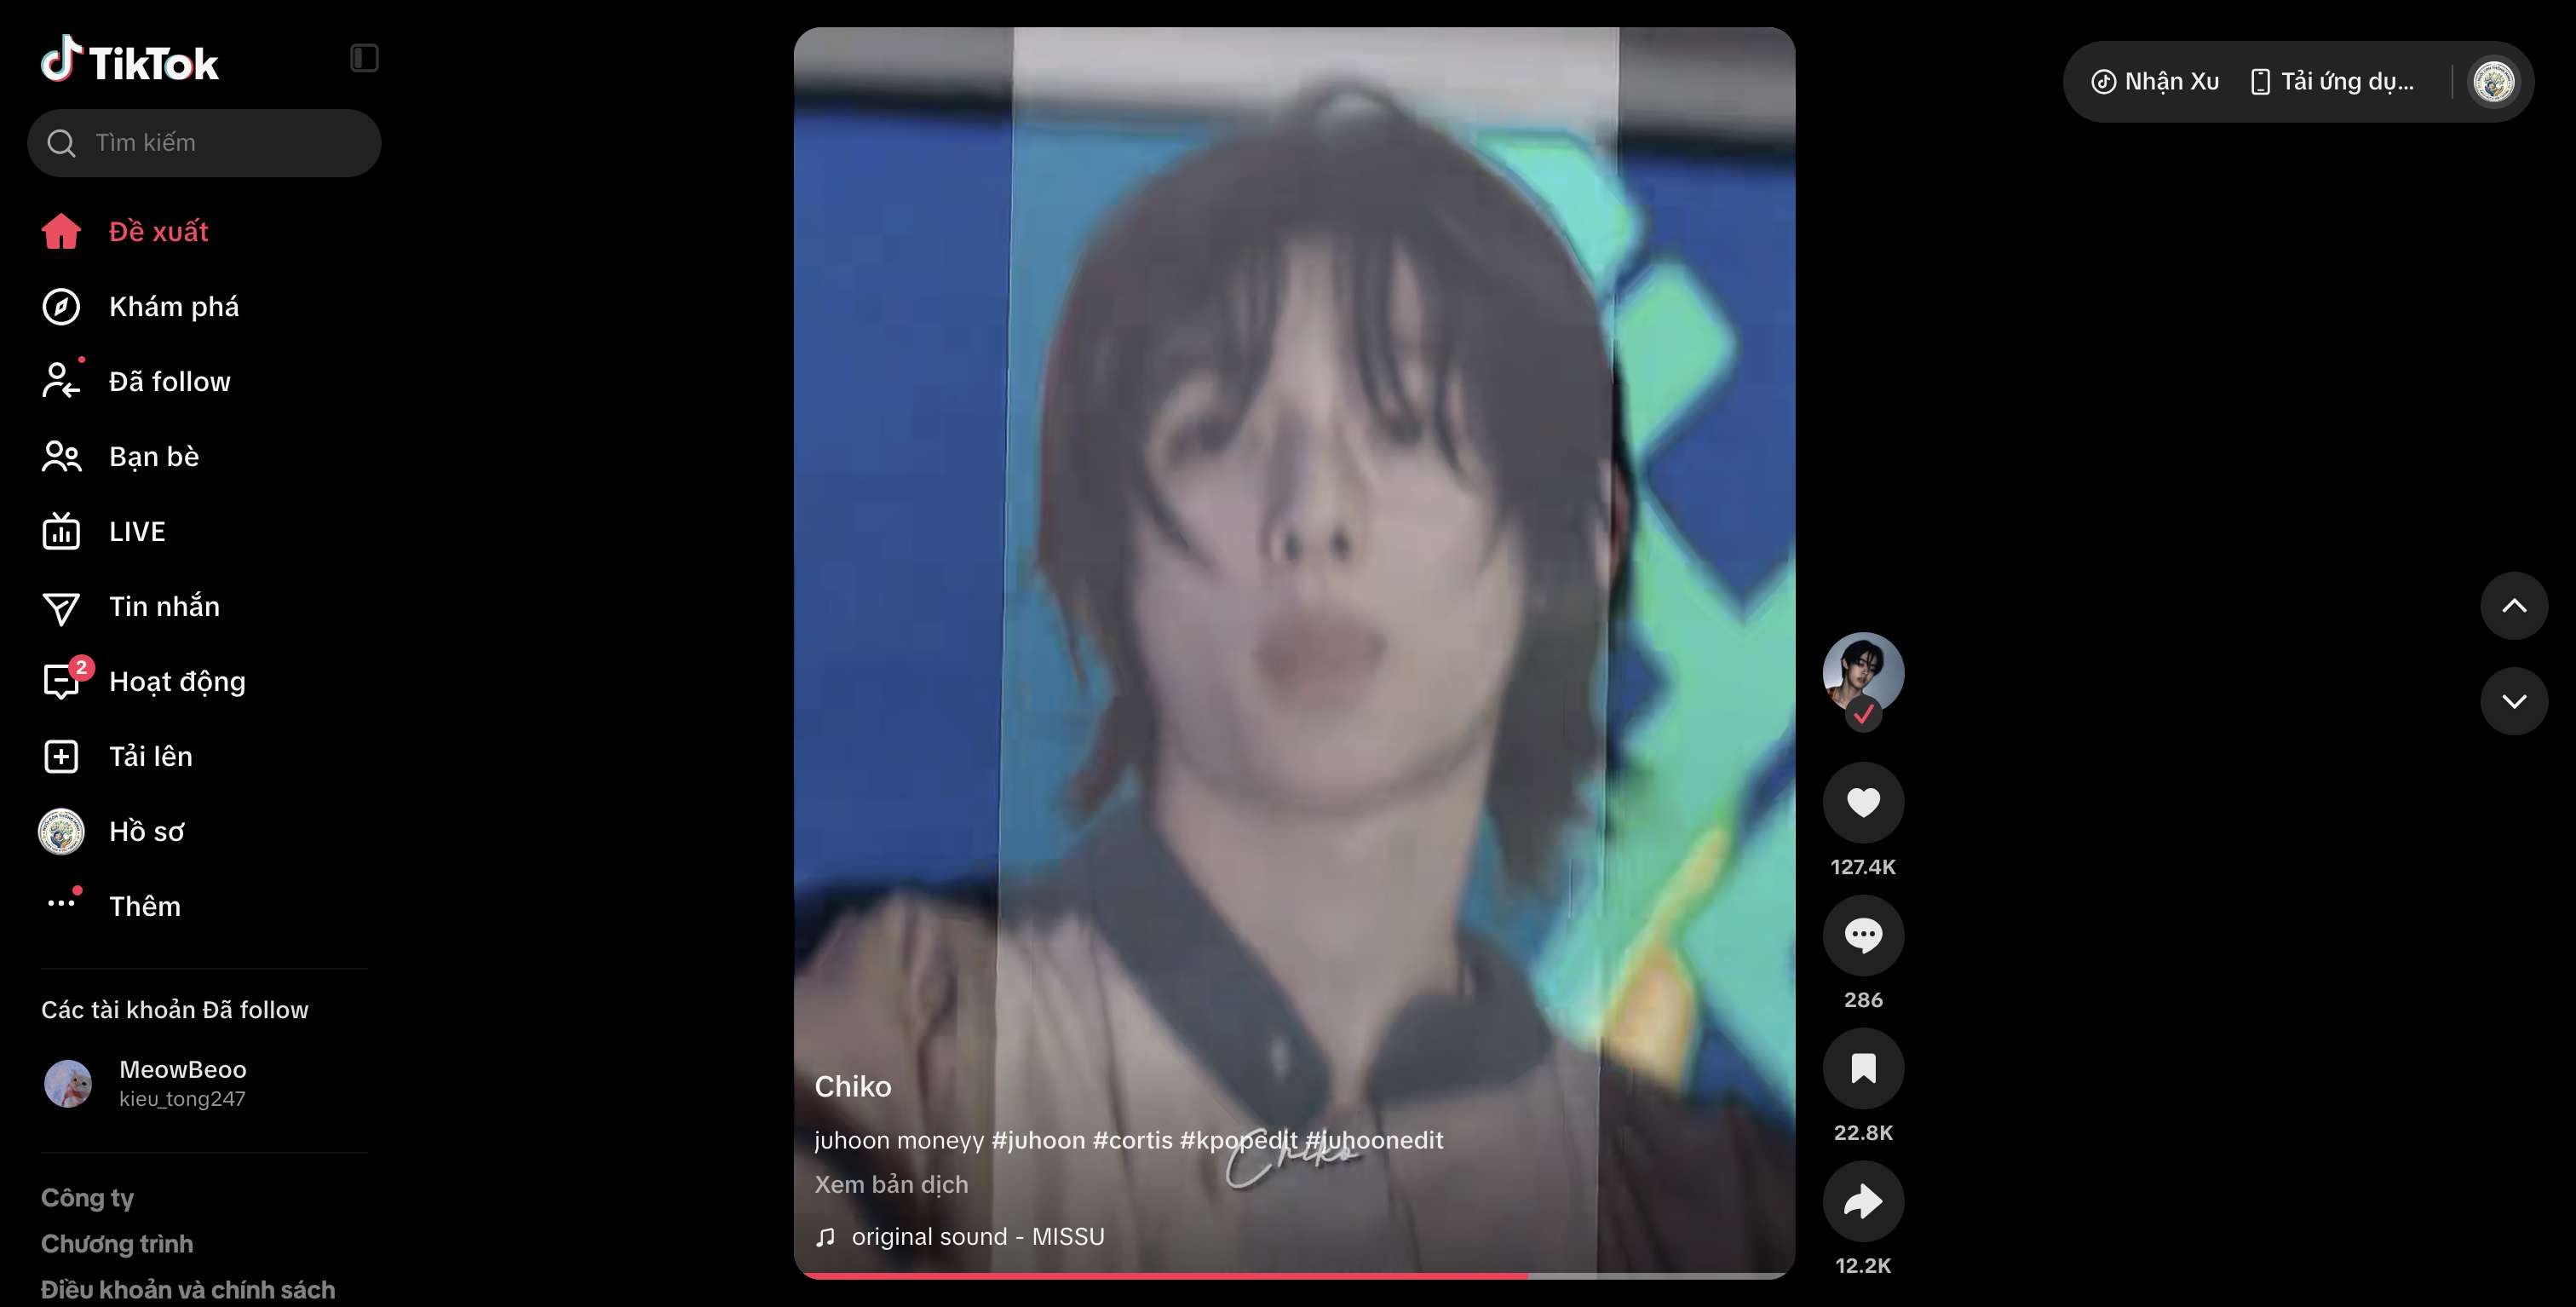 TikTok
Tìm kiếm
Đề xuất
Khám phá
Đã follow
Bạn bè
LIVE
Tin nhắn
2
Hoạt động
Tải lên
Hồ sơ
Thêm
Các tài khoản Đã follow
MeowBeoo
kieu_tong247
Công ty
Chương trình
Điều khoản và chính sách
Chiko
juhoon moneyy #juhoon #cortis #kpopedit #juhoonedit
Chiko
Xem bản dịch
original sound - MISSU
127.4K
286
22.8K
12.2K
Nhận Xu
Tải ứng dụ...